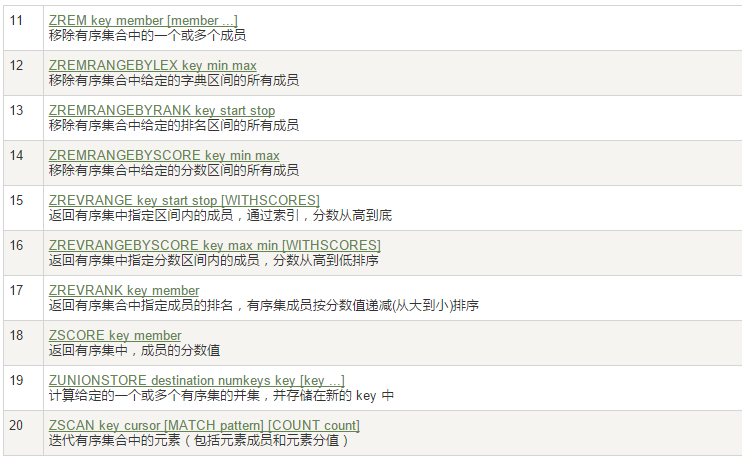 11 ZREM key member [member ...]
移除有序集合中的一个或多个成员
12 ZREMRANGEBYLEX key min max
移除有序集合中给定的字典区间的所有成员
13 ZREMRANGEBYRANK key start stop
移除有序集合中给定的排名区间的所有成员
14 ZREMRANGEBYSCORE key min max
移除有序集合中给定的分数区间的所有成员
15 ZREVRANGE key start stop [WITHSCORES]
返回有序集中指定区间内的成员，通过索引，分数从高到底
16 ZREVRANGEBYSCORE key max min [WITHSCORES]
返回有序集中指定分数区间内的成员，分数从高到低排序
17 ZREVRANK key member
返回有序集合中指定成员的排名，有序集成员按分数值递减(从大到小)排序
18 ZSCORE key member
返回有序集中，成员的分数值
19 ZUNIONSTORE destination numkeys key [key ...]
计算给定的一个或多个有序集的并集，并存储在新的 key 中
20 ZSCAN key cursor [MATCH pattern] [COUNT count]
迭代有序集合中的元素（包括元素成员和元素分值）